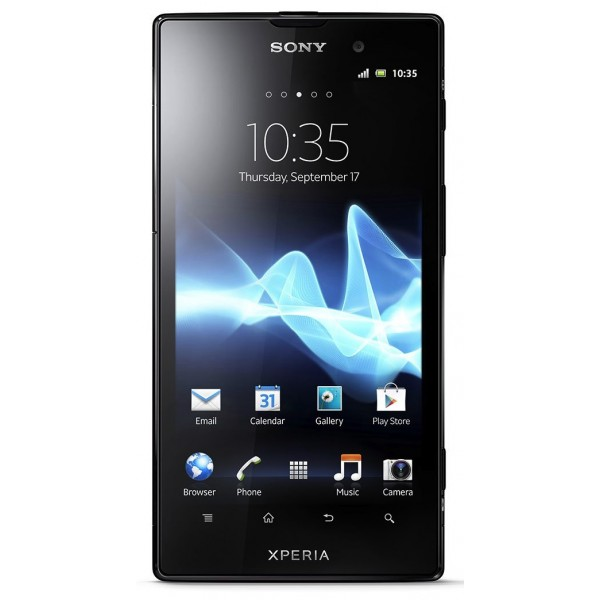 SONY
10:35
10:35
Thursday, September 17
31
Email Calendar Gallery Play Store
Browser Phone Music Camera
XPERIA